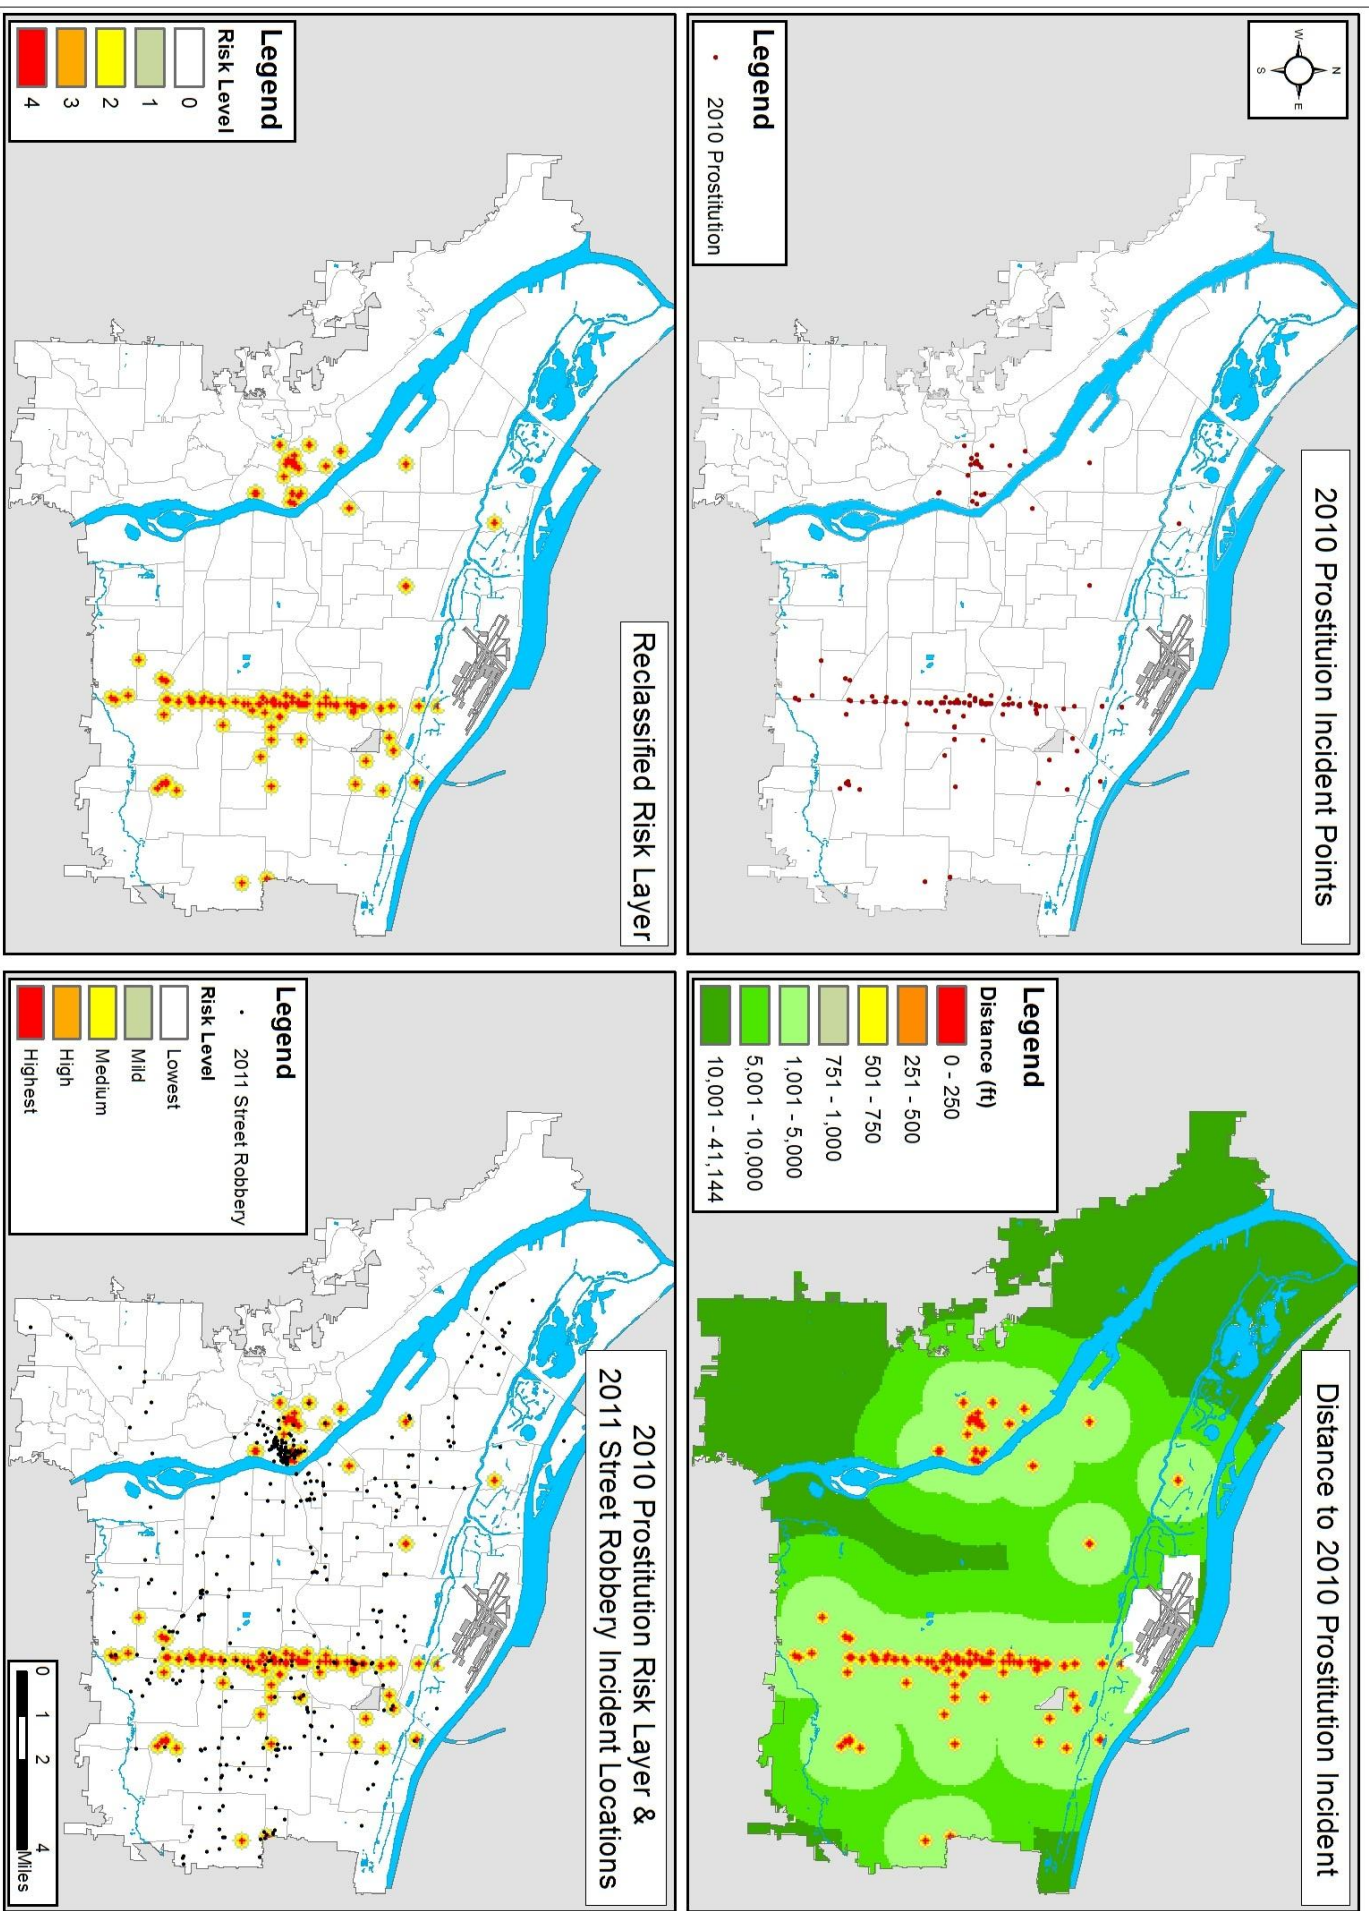 2010 Prostituion Incident Points
N
W
E
S
Legend
2010 Prostitution
Distance to 2010 Prostitution Incident
Legend
Distance (ft)
0 - 250
251 - 500
501 - 750
751 - 1,000
1,001 - 5,000
5,001 - 10,000
10,001 - 41,144
Reclassified Risk Layer
Legend
Risk Level
0
1
2
3
4
2010 Prostitution Risk Layer &
2011 Street Robbery Incident Locations
Legend
2011 Street Robbery
Risk Level
Lowest
Mild
Medium
High
Highest
0 1 2 4
Miles